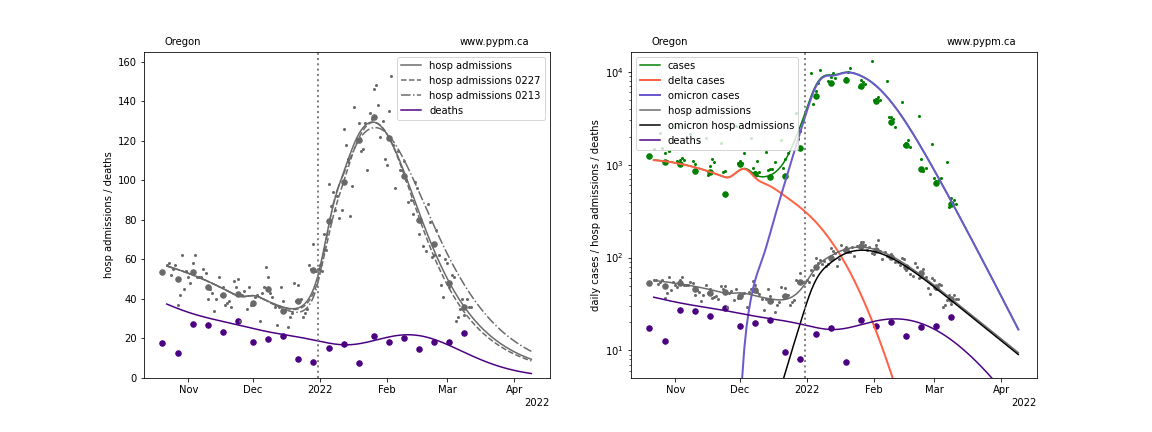 Oregon
www.pypm.ca
hosp admissions
hosp admissions 0227
hosp admissions 0213
deaths
hosp admissions / deaths
160
140
120
100
80
60
40
20
0
Nov
Dec
2022
Feb
Mar
Apr
2022
Oregon
www.pypm.ca
cases
delta cases
omicron cases
hosp admissions
omicron hosp admissions
deaths
daily cases / hosp admissions / deaths
10⁴
10³
10²
10¹
Nov
Dec
2022
Feb
Mar
Apr
2022